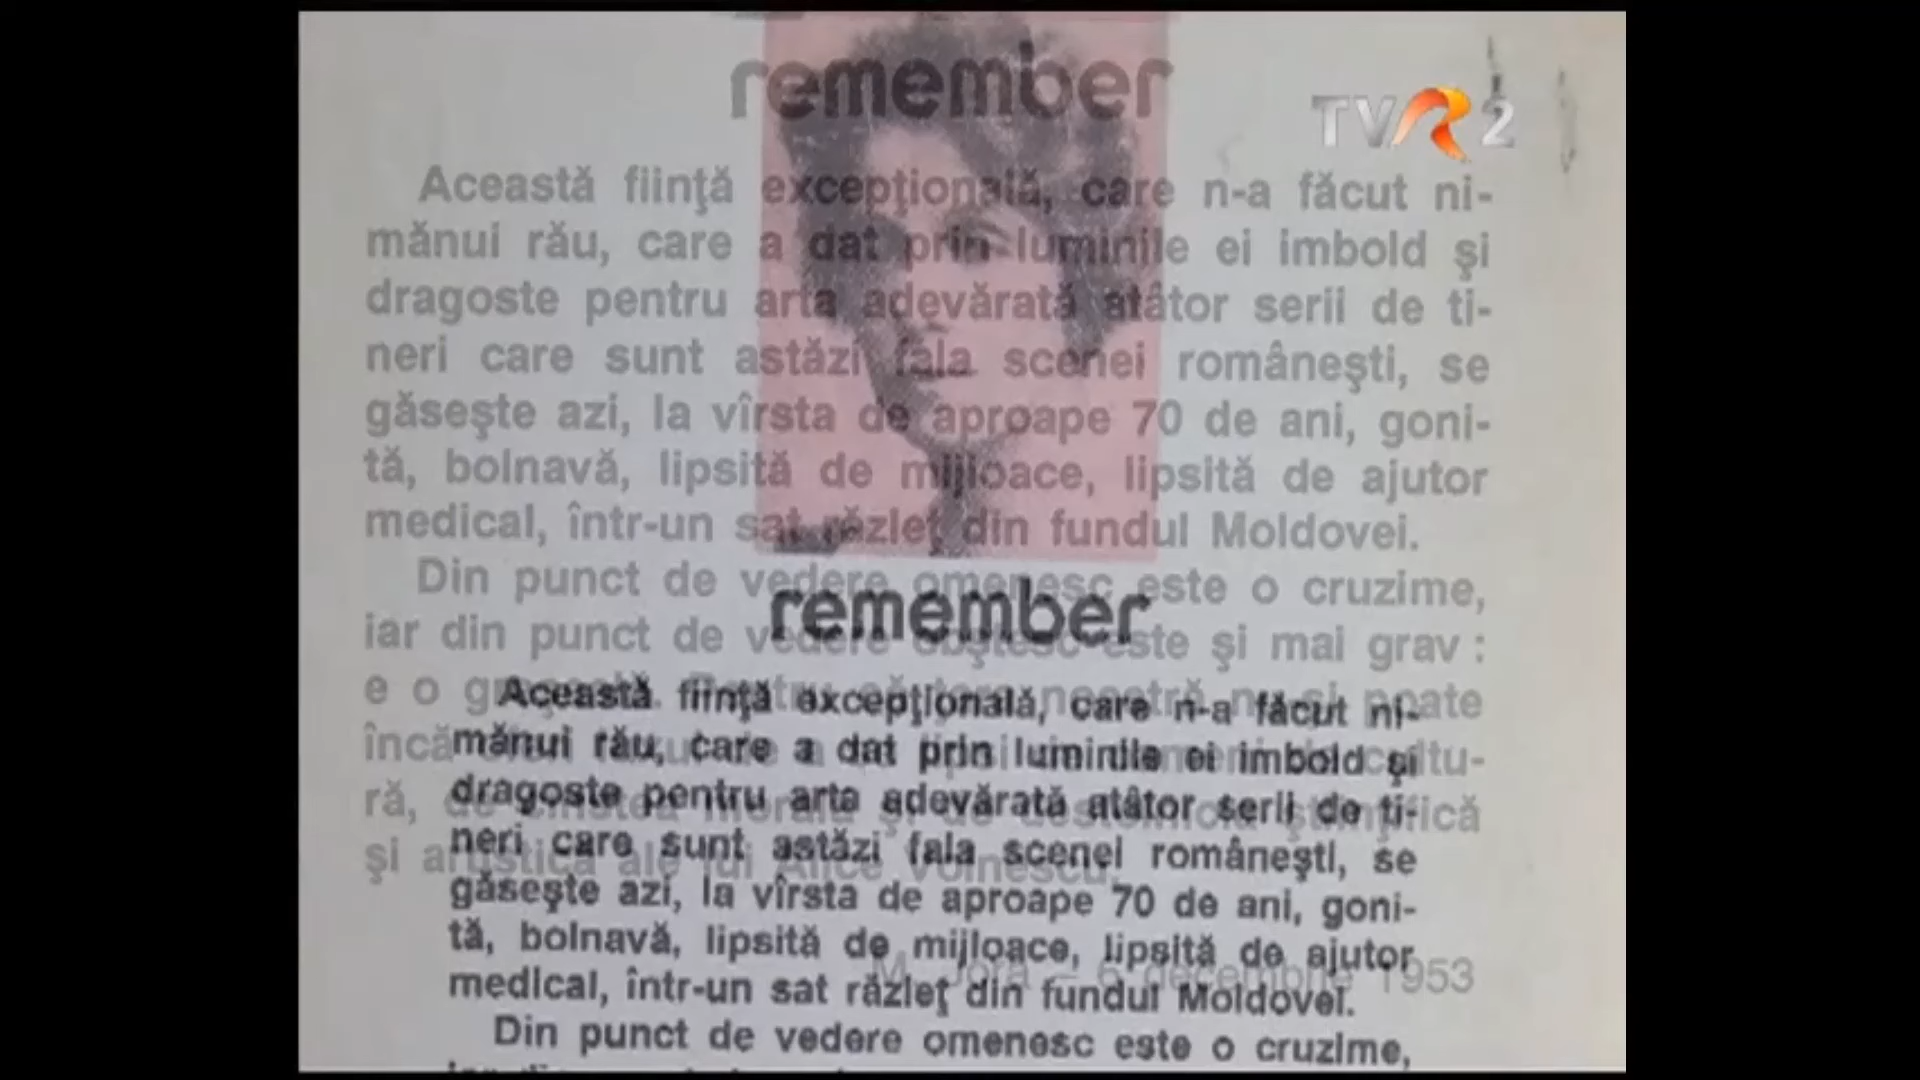 remember
TVR 2
Această ființă excepțională, care n-a făcut ni-
mănui rău, care a dat prin luminile ei imbold și
dragoste pentru arta adevărată atâtor serii de ti-
neri care sunt astăzi fala scenei românești, se
găsește azi, la vîrsta de aproape 70 de ani, goni-
tă, bolnavă, lipsită de mijloace, lipsită de ajutor
medical, într-un sat răzleț din fundul Moldovei.
Din punct de vedere omenesc este o cruzime,
iar din punct de vedere obștesc este și mai grav :
e o
încă
ră,
și artistică ale lui Alice Voinescu.
M. Jora – 6 decembrie 1953
remember
Această ființă excepțională, care n-a făcut ni-
mănui rău, care a dat prin luminile ei imbold și
dragoste pentru arta adevărată atâtor serii de ti-
neri care sunt astăzi fala scenei românești, se
găsește azi, la vîrsta de aproape 70 de ani, goni-
tă, bolnavă, lipsită de mijloace, lipsită de ajutor
medical, într-un sat răzleț din fundul Moldovei.
Din punct de vedere omenesc este o cruzime,